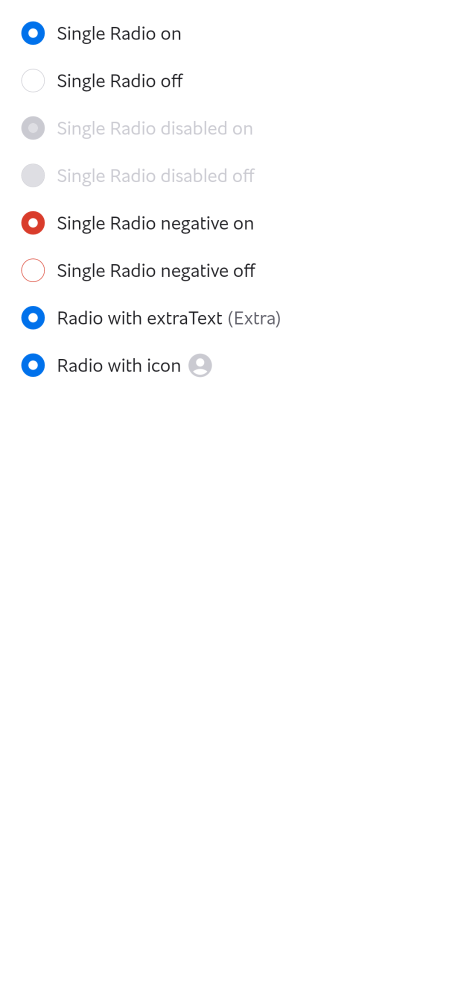 Single Radio on
Single Radio off
Single Radio disabled on
Single Radio disabled off
Single Radio negative on
Single Radio negative off
Radio with extraText (Extra)
Radio with icon